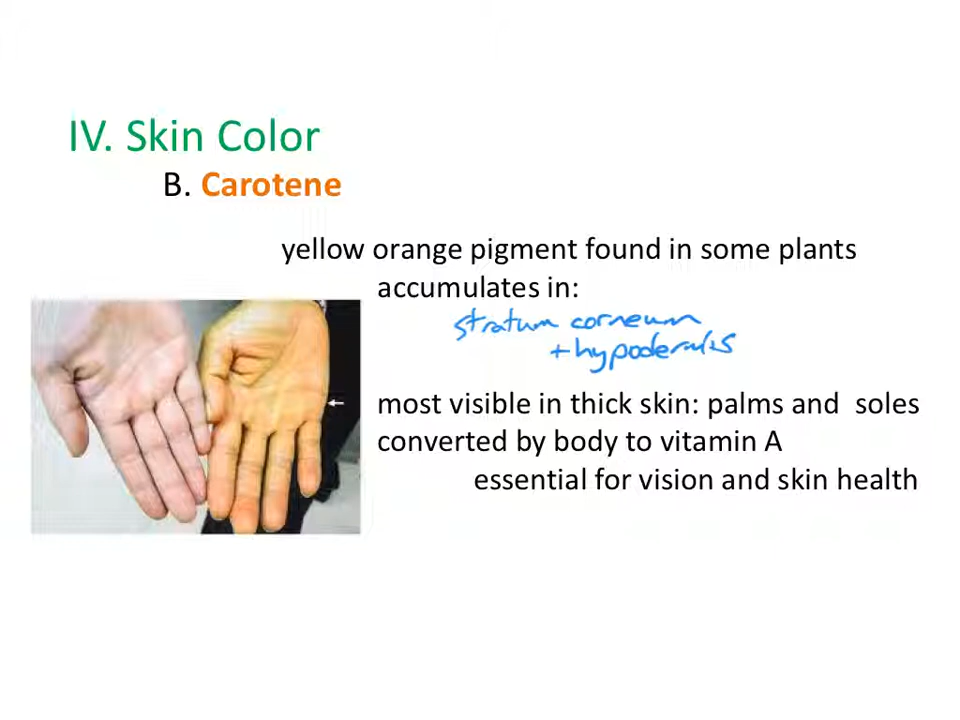 IV. Skin Color
B. Carotene
yellow orange pigment found in some plants
accumulates in:
stratum corneum
+ hypodermis
most visible in thick skin: palms and soles
converted by body to vitamin A
essential for vision and skin health